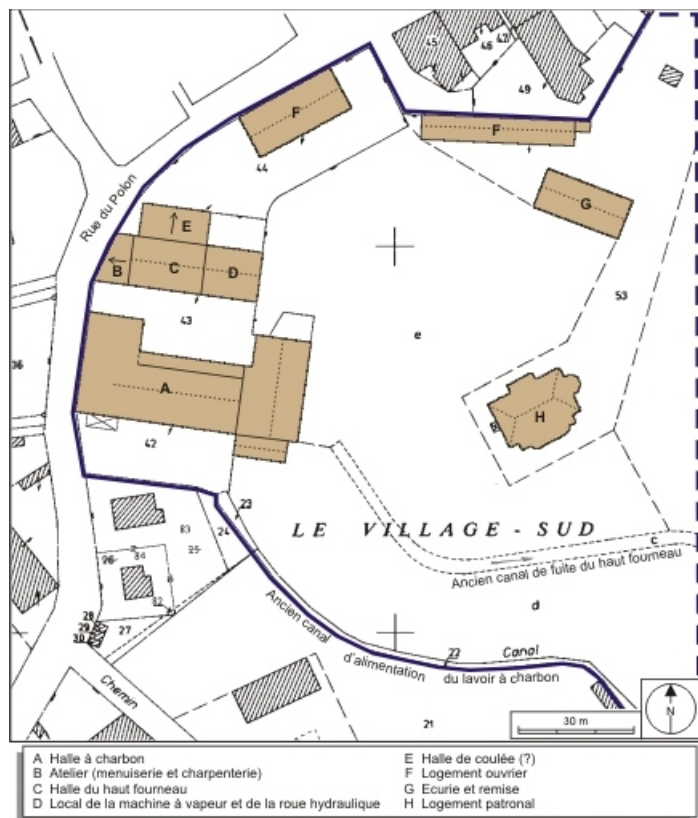 45
46
47
49
F
F
44
G
Rue du Polon
E
B
C
D
53
43
e
36
A
H
42
23
24
LE VILLAGE-SUD
83
25
96
84
Ancien canal de fuite du haut fourneau
c
82
d
28
29
30
27
Ancien canal
d'alimentation
22
Canal
du lavoir à charbon
Chemin
21
30 m
N
A Halle à charbon
B Atelier (menuiserie et charpenterie)
C Halle du haut fourneau
D Local de la machine à vapeur et de la roue hydraulique
E Halle de coulée (?)
F Logement ouvrier
G Ecurie et remise
H Logement patronal